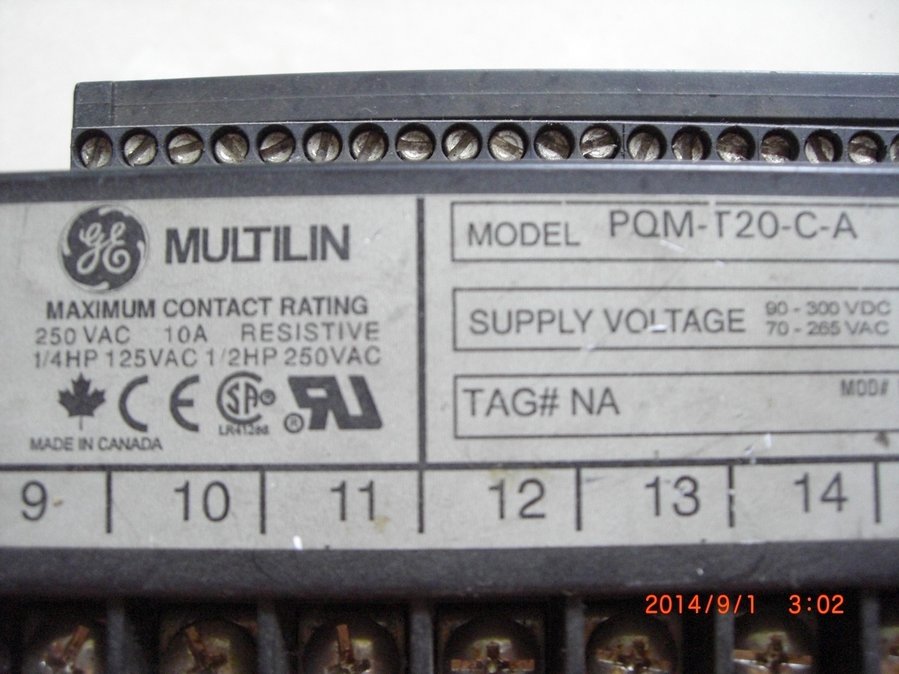 GE MULTILIN
MAXIMUM CONTACT RATING
250 VAC 10A RESISTIVE
1/4HP 125VAC 1/2HP 250VAC
CE SA ® ®
MADE IN CANADA
MODEL PQM-T20-C-A
SUPPLY VOLTAGE 90 - 300 VDC
70 - 265 VAC
TAG# NA MOD#
9 10 11 12 13 14
2014/9/1 3:02